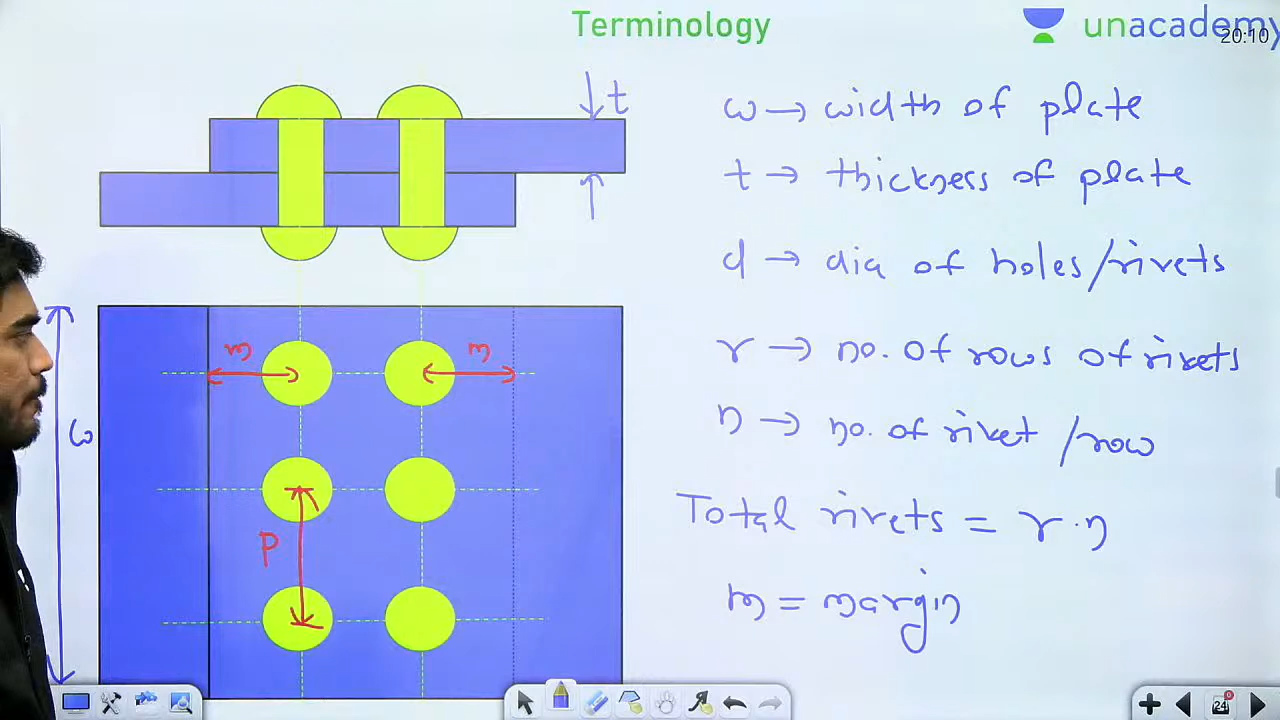 Terminology
unacademy
20:10
t
w → width of plate
t → thickness of plate
d → dia of holes/rivets
m
m
r → no. of rows of rivets
w
n → no. of rivet /row
P
Total rivets = r.n
m = margin
24